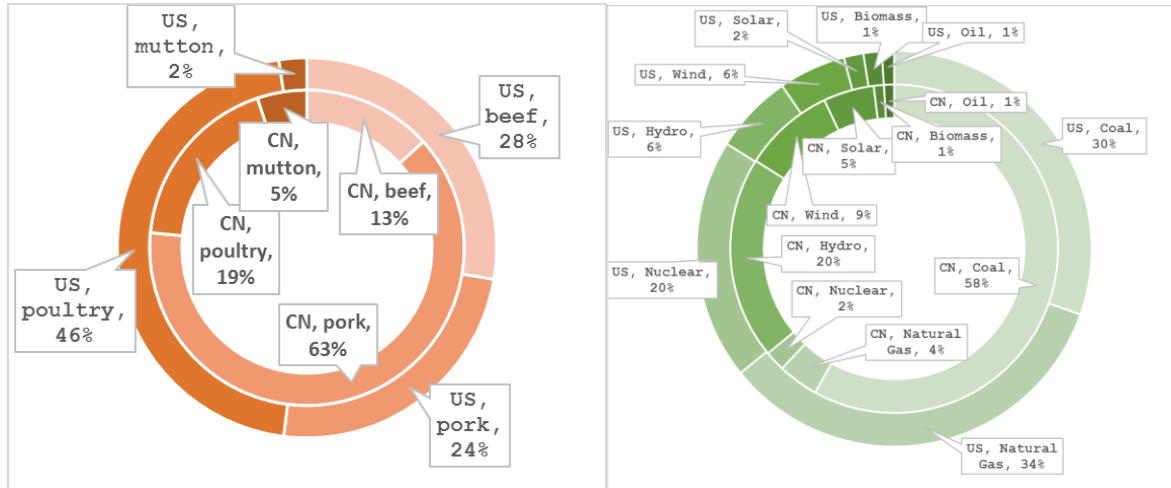 US,
mutton,
2%
US,
beef,
28%
CN,
mutton,
5%
CN, beef,
13%
CN,
poultry,
19%
US,
poultry,
46%
CN, pork,
63%
US,
pork,
24%
US, Solar,
2%
US, Biomass,
1%
US, Oil, 1%
US, Wind, 6%
CN, Oil, 1%
US, Hydro,
6%
CN, Solar,
5%
CN, Biomass,
1%
US, Coal,
30%
CN, Wind, 9%
CN, Hydro,
20%
US, Nuclear,
20%
CN, Coal,
58%
CN, Nuclear,
2%
CN, Natural
Gas, 4%
US, Natural
Gas, 34%